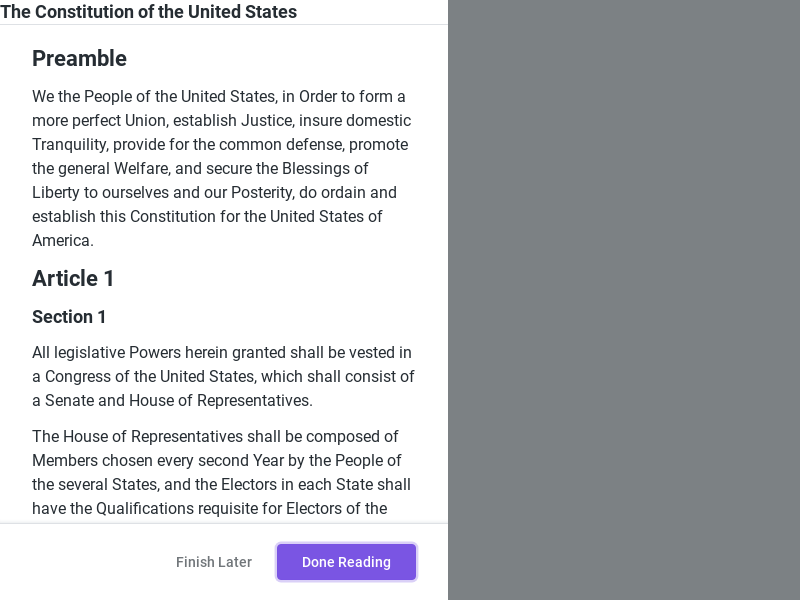 The Constitution of the United States
Preamble
We the People of the United States, in Order to form a
more perfect Union, establish Justice, insure domestic
Tranquility, provide for the common defense, promote
the general Welfare, and secure the Blessings of
Liberty to ourselves and our Posterity, do ordain and
establish this Constitution for the United States of
America.
Article 1
Section 1
All legislative Powers herein granted shall be vested in
a Congress of the United States, which shall consist of
a Senate and House of Representatives.
The House of Representatives shall be composed of
Members chosen every second Year by the People of
the several States, and the Electors in each State shall
have the Qualifications requisite for Electors of the
Finish Later
Done Reading